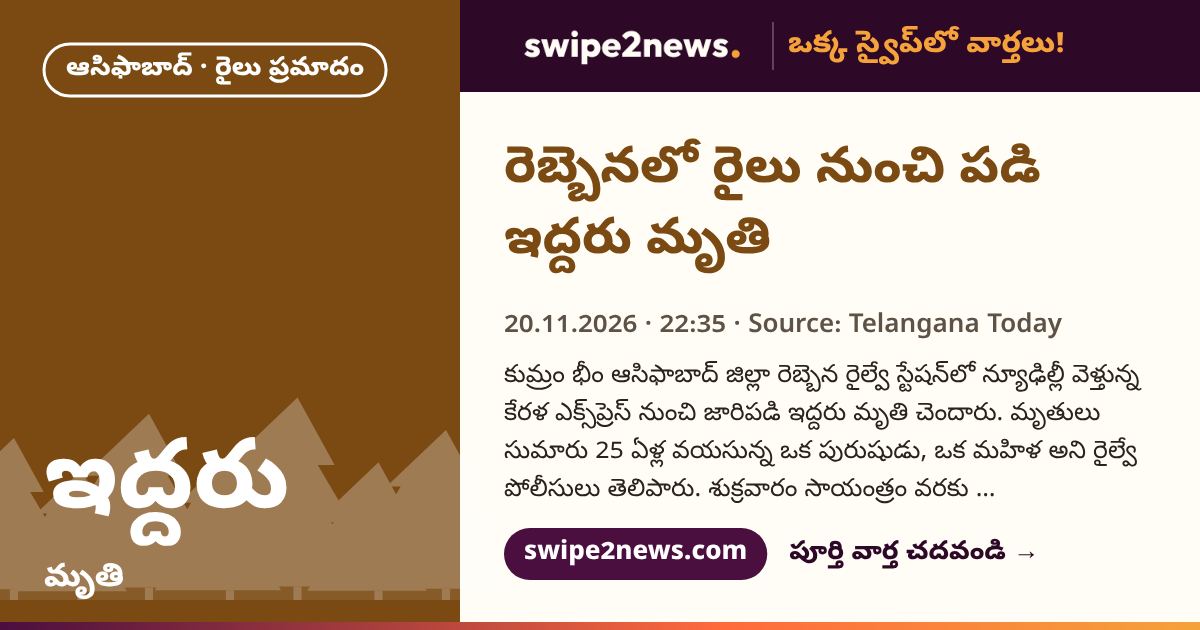 ఆసిఫాబాద్ · రైలు ప్రమాదం
ఇద్దరు
మృతి
swipe2news. ఒక్క స్వైప్‌లో వార్తలు!
రెబ్బెనలో రైలు నుంచి పడి
ఇద్దరు మృతి
20.11.2026 · 22:35 · Source: Telangana Today
కుమ్రం భీం ఆసిఫాబాద్ జిల్లా రెబ్బెన రైల్వే స్టేషన్‌లో న్యూఢిల్లీ వెళ్తున్న
కేరళ ఎక్స్‌ప్రెస్ నుంచి జారిపడి ఇద్దరు మృతి చెందారు. మృతులు
సుమారు 25 ఏళ్ల వయసున్న ఒక పురుషుడు, ఒక మహిళ అని రైల్వే
పోలీసులు తెలిపారు. శుక్రవారం సాయంత్రం వరకు ...
swipe2news.com పూర్తి వార్త చదవండి →